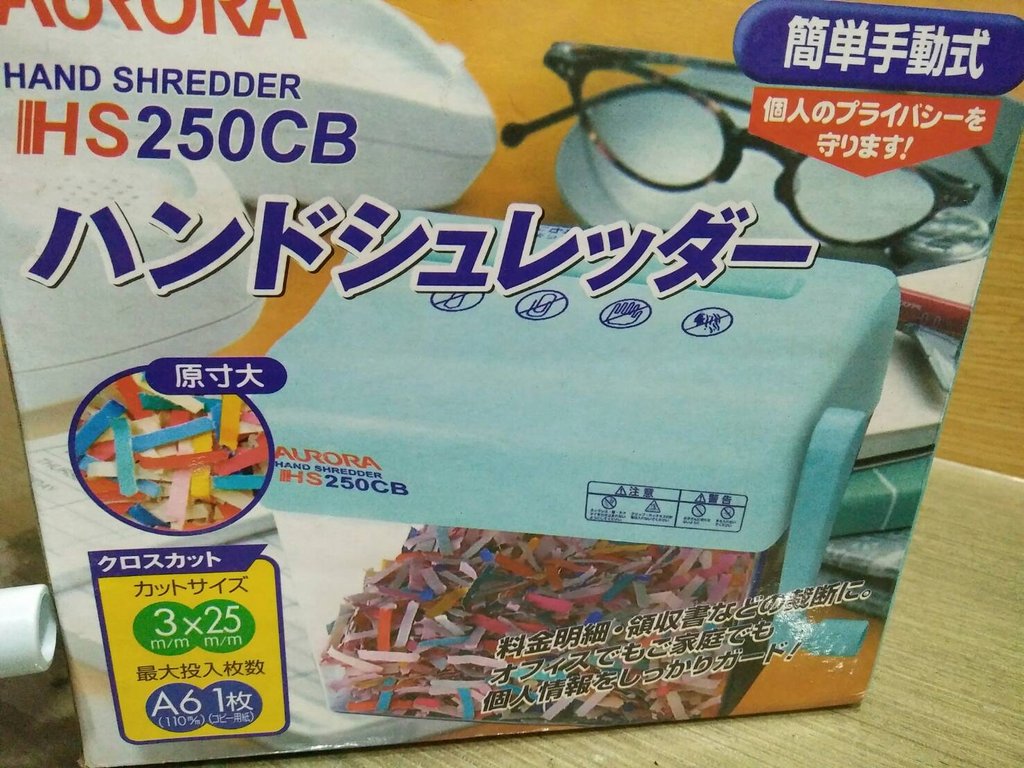 AURORA
HAND SHREDDER
HS250CB
簡単手動式
個人のプライバシーを
守ります!
ハンドシュレッダー
原寸大
AURORA
HAND SHREDDER
HS250CB
注意
警告
クロスカット
カットサイズ
3×25
m/m m/m
最大投入枚数
A6 1枚
(110m/m) (コピー用紙)
料金明細・領収書などの裁断に。
オフィスでもご家庭でも
個人情報をしっかりガード!